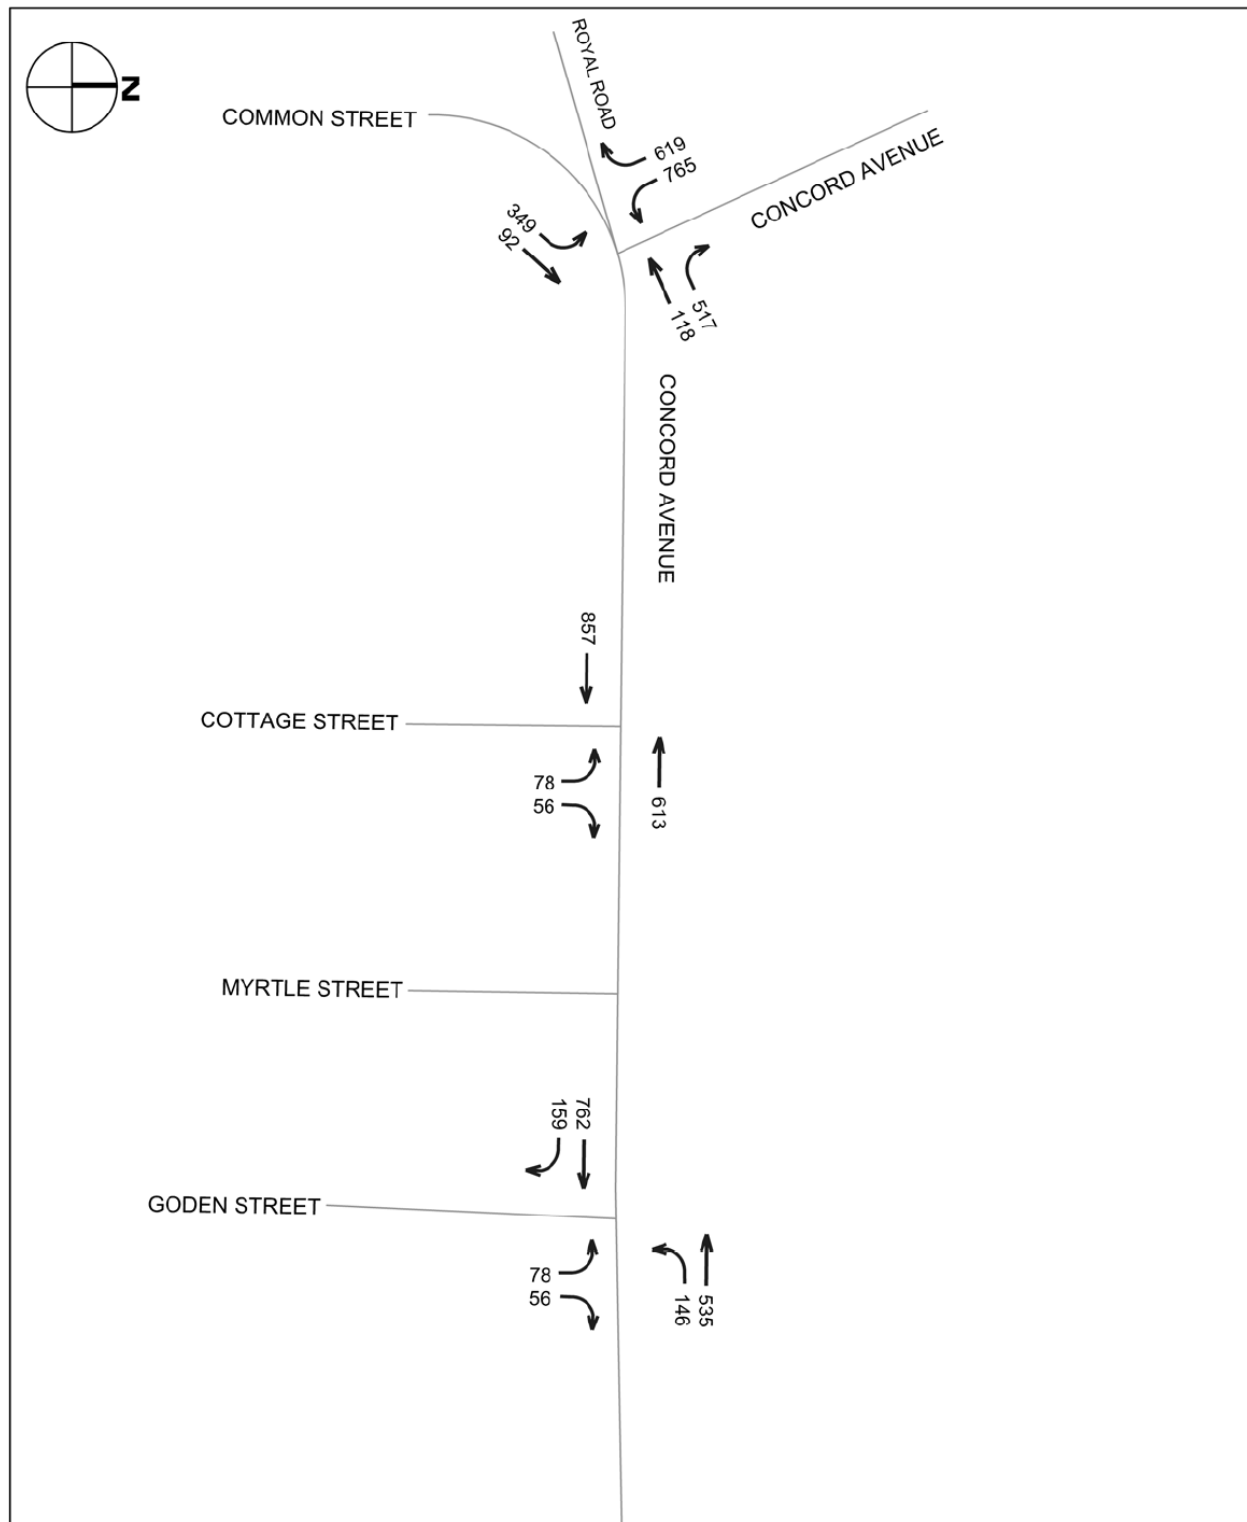 N
ROYAL ROAD
COMMON STREET
619
765
CONCORD AVENUE
349
92
517
118
CONCORD AVENUE
857
COTTAGE STREET
78
56
613
MYRTLE STREET
762
159
GODEN STREET
78
56
535
146